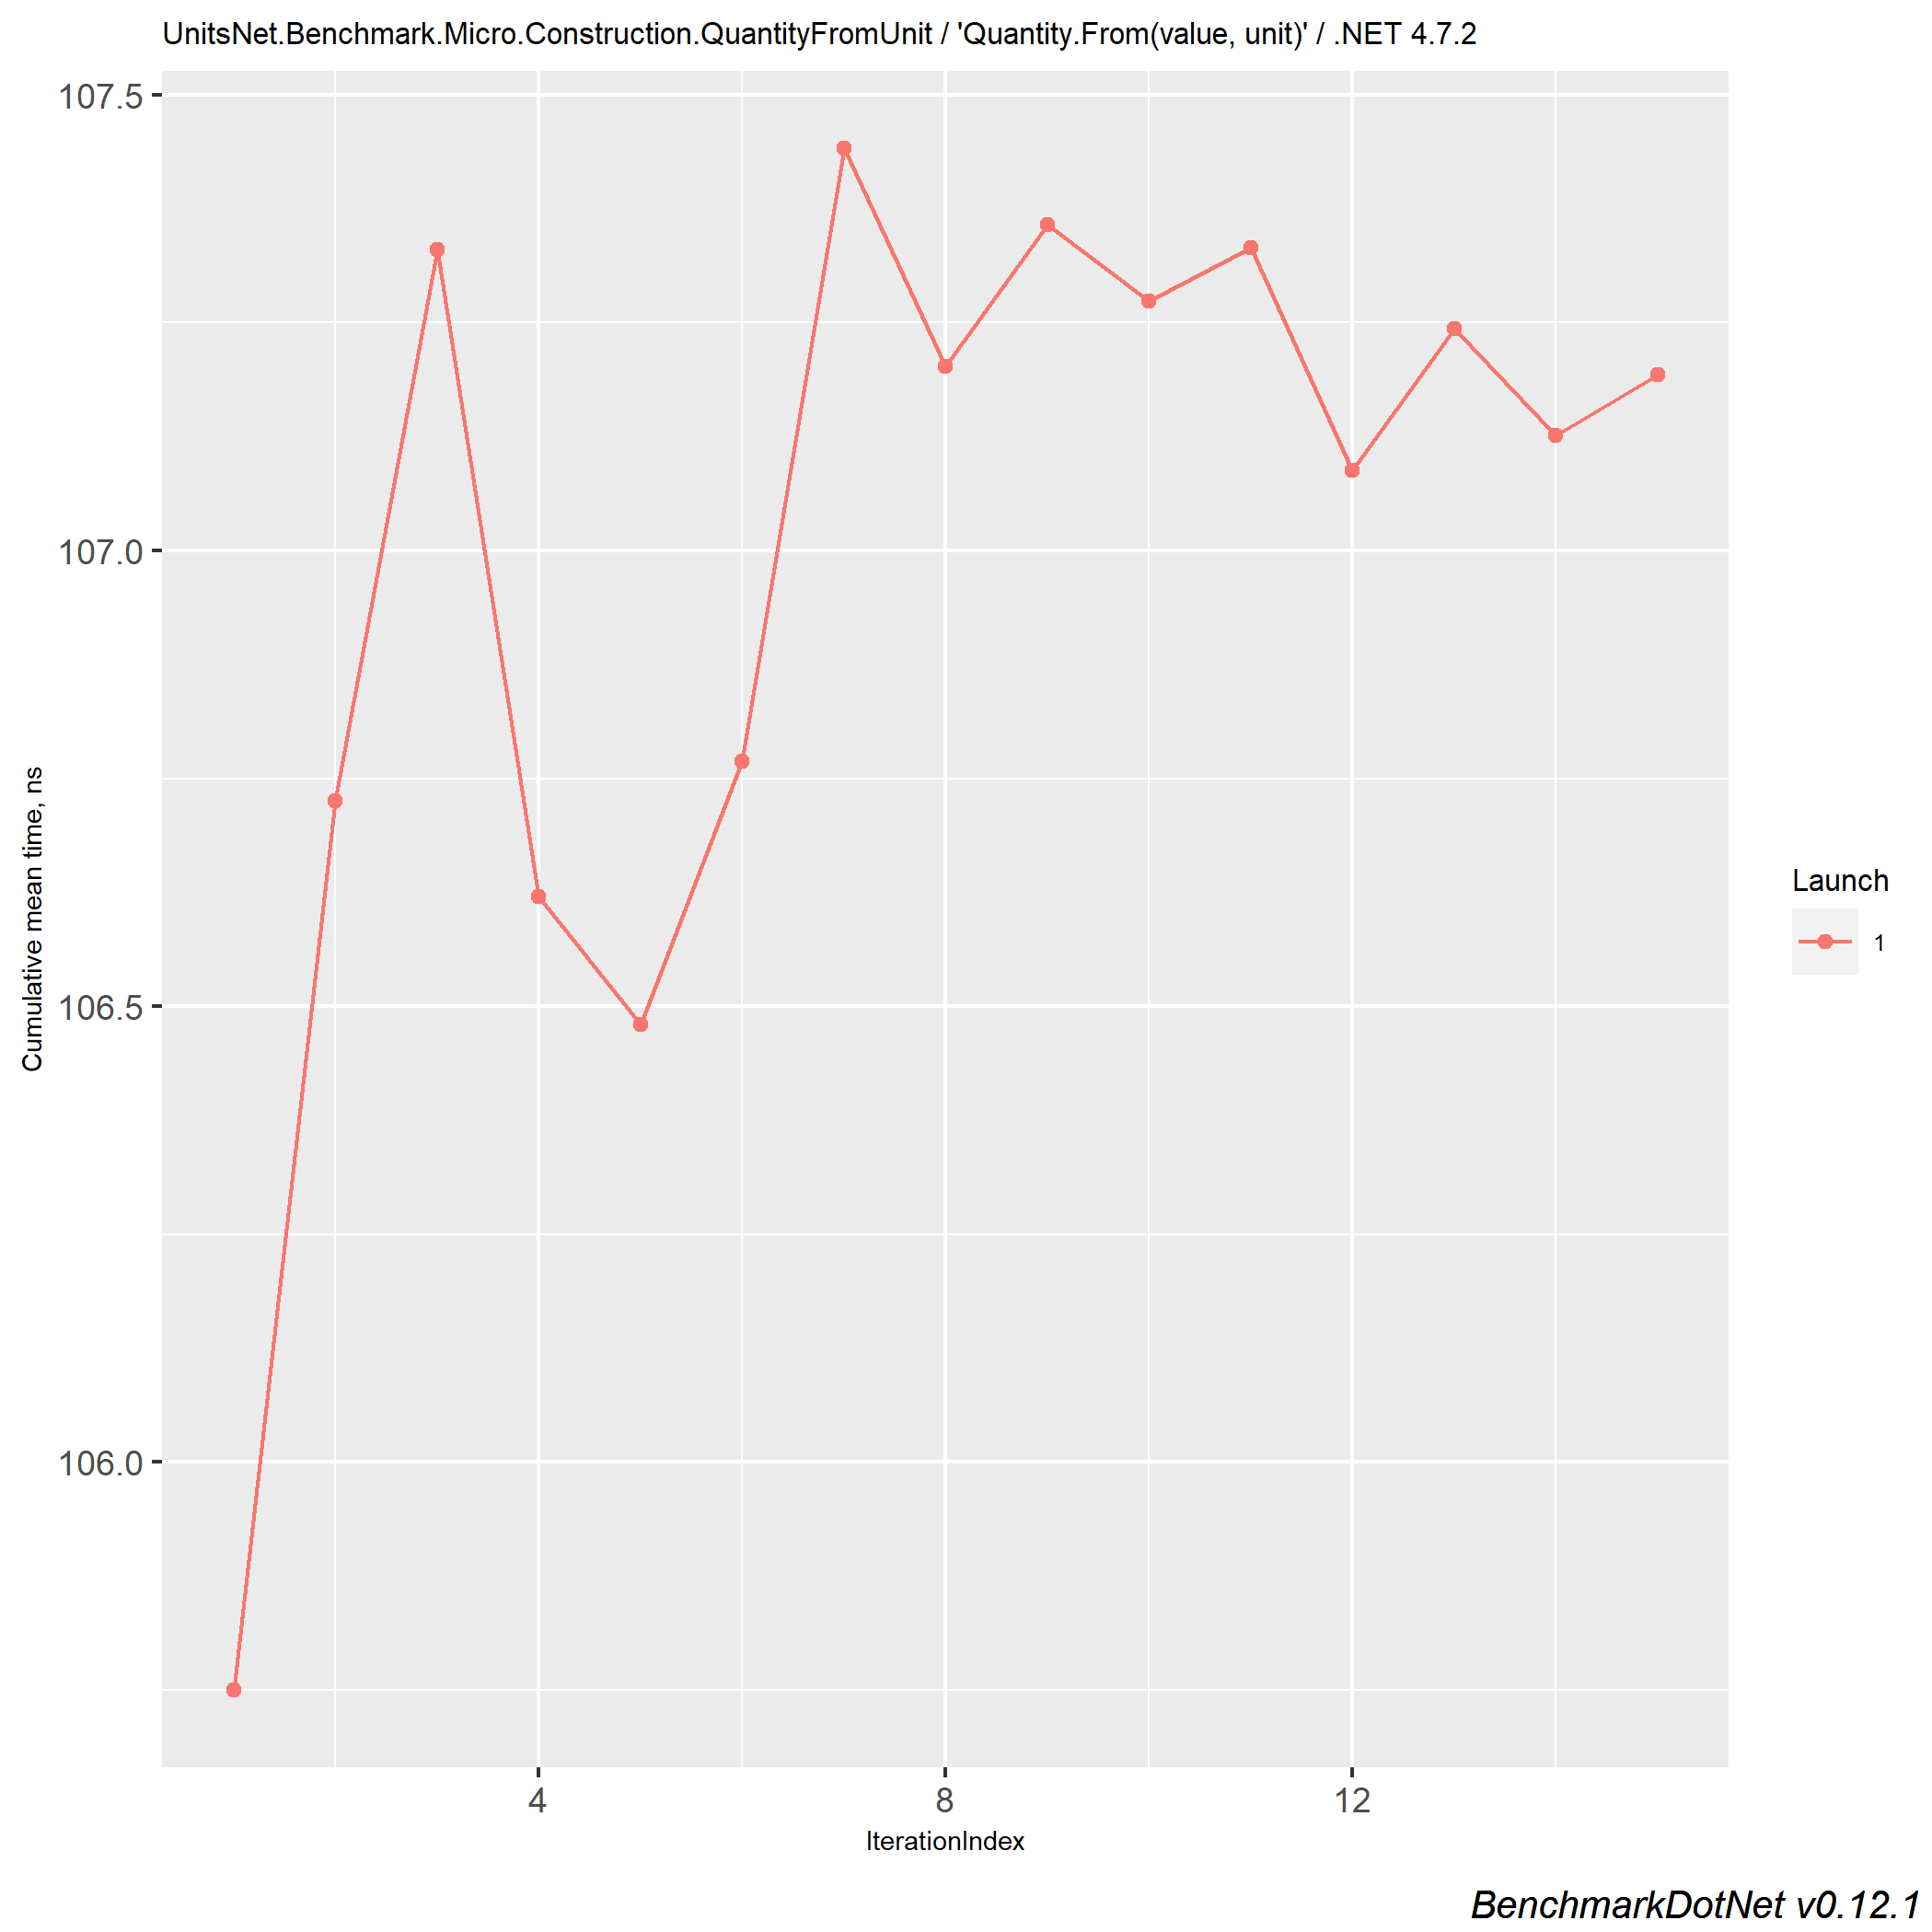 UnitsNet.Benchmark.Micro.Construction.QuantityFromUnit / 'Quantity.From(value, unit)' / .NET 4.7.2
107.5
107.0
106.5
106.0
Cumulative mean time, ns
4
8
12
IterationIndex
Launch
1
BenchmarkDotNet v0.12.1